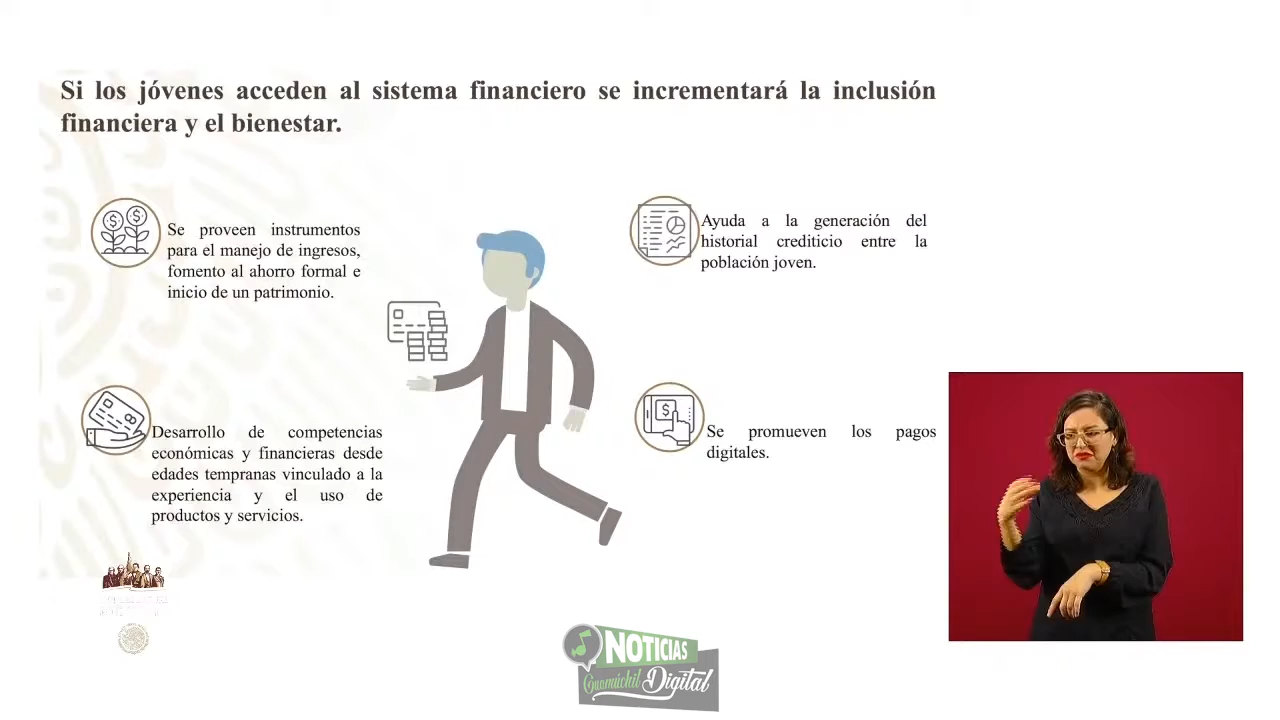 Si los jóvenes acceden al sistema financiero se incrementará la inclusión
financiera y el bienestar.
Se proveen instrumentos
para el manejo de ingresos,
fomento al ahorro formal e
inicio de un patrimonio.
Ayuda a la generación del
historial crediticio entre la
población joven.
Desarrollo de competencias
económicas y financieras desde
edades tempranas vinculado a la
experiencia y el uso de
productos y servicios.
Se promueven los pagos
digitales.
NOTICIAS
Guamúchil Digital